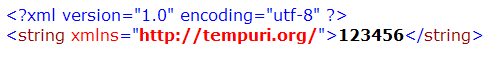 <?xml version="1.0" encoding="utf-8" ?>
<string xmlns="http://tempuri.org/">123456</string>